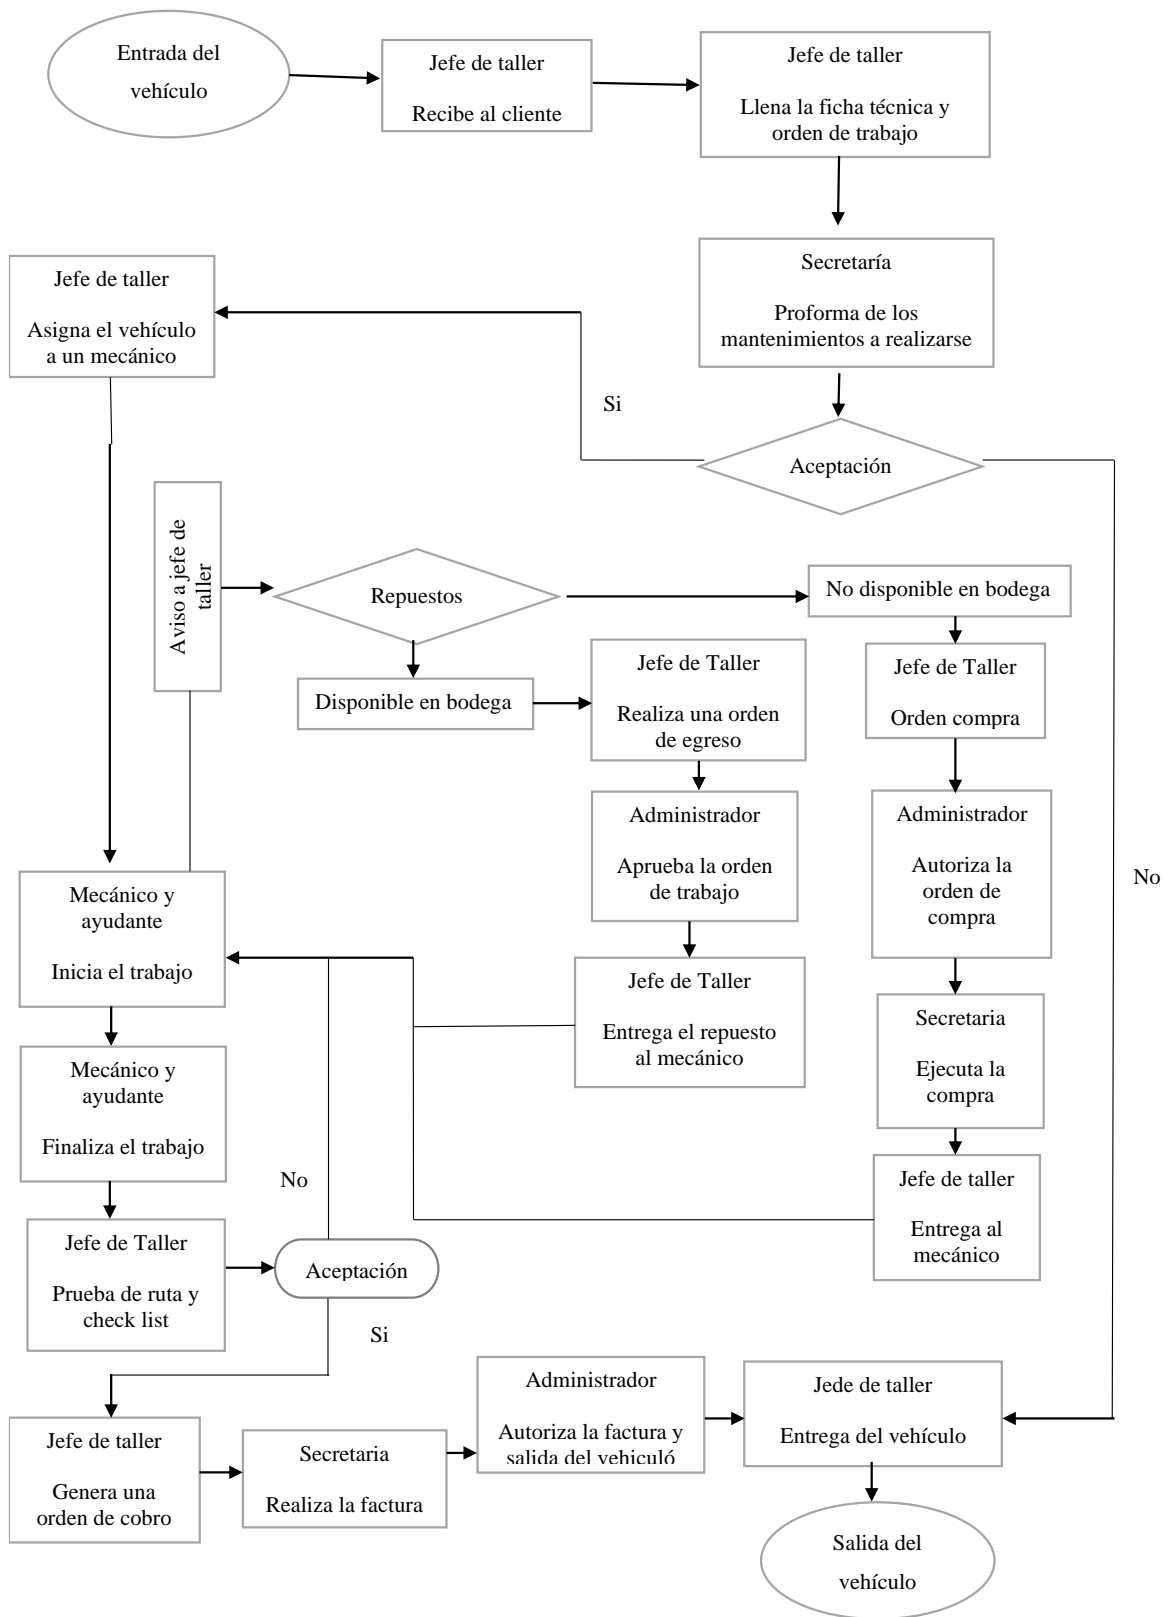 Entrada del
vehículo
Jefe de taller
Recibe al cliente
Jefe de taller
Llena la ficha técnica y
orden de trabajo
Secretaría
Proforma de los
mantenimientos a realizarse
Jefe de taller
Asigna el vehículo
a un mecánico
Si
Aceptación
Aviso a jefe de
taller
Repuestos
No disponible en bodega
Disponible en bodega
Jefe de Taller
Realiza una orden
de egreso
Jefe de Taller
Orden compra
Administrador
Aprueba la orden
de trabajo
Administrador
Autoriza la
orden de
compra
No
Mecánico y
ayudante
Inicia el trabajo
Jefe de Taller
Entrega el repuesto
al mecánico
Secretaria
Ejecuta la
compra
Mecánico y
ayudante
Finaliza el trabajo
No
Jefe de taller
Entrega al
mecánico
Jefe de Taller
Prueba de ruta y
check list
Aceptación
Si
Jefe de taller
Genera una
orden de cobro
Secretaria
Realiza la factura
Administrador
Autoriza la factura y
salida del vehiculó
Jede de taller
Entrega del vehículo
Salida del
vehículo